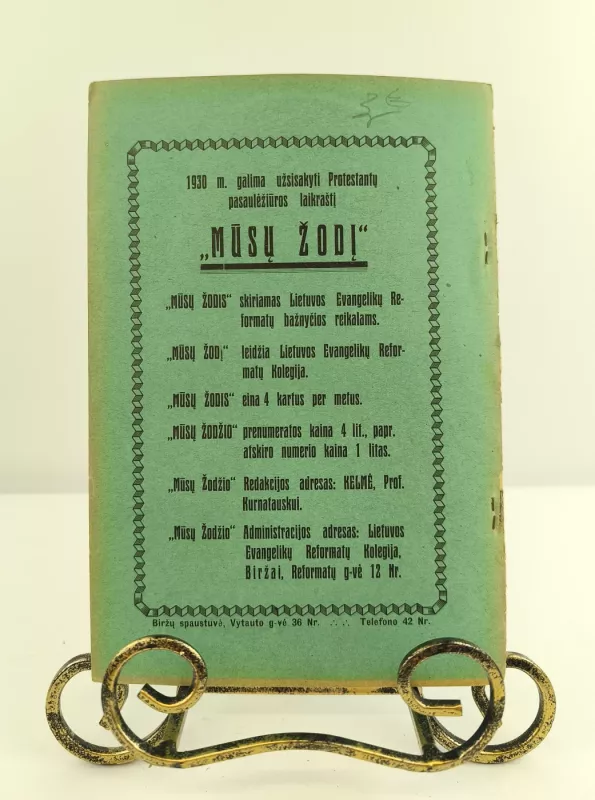 1930 m. galima užsisakyti Protestantų
pasaulėžiūros laikraštį
„MŪSŲ ŽODĮ“
„MŪSŲ ŽODIS“ skiriamas Lietuvos Evangelikų Re-
formatų bažnyčios reikalams.
„MŪSŲ ŽODĮ“ leidžia Lietuvos Evangelikų Refor-
matų Kolegija.
„MŪSŲ ŽODIS“ eina 4 kartus per metus.
„MŪSŲ ŽODŽIO“ prenumeratos kaina 4 lit., papr.
atskiro numerio kaina 1 litas.
„Mūsų Žodžio“ Redakcijos adresas: KELMĖ, Prof.
Kurnatauskui.
„Mūsų Žodžio“ Administracijos adresas: Lietuvos
Evangelikų Reformatų Kolegija,
Biržai, Reformatų g-vė 12 Nr.
Biržų spaustuvė, Vytauto g-vė 36 Nr. ∴ ∴ Telefono 42 Nr.